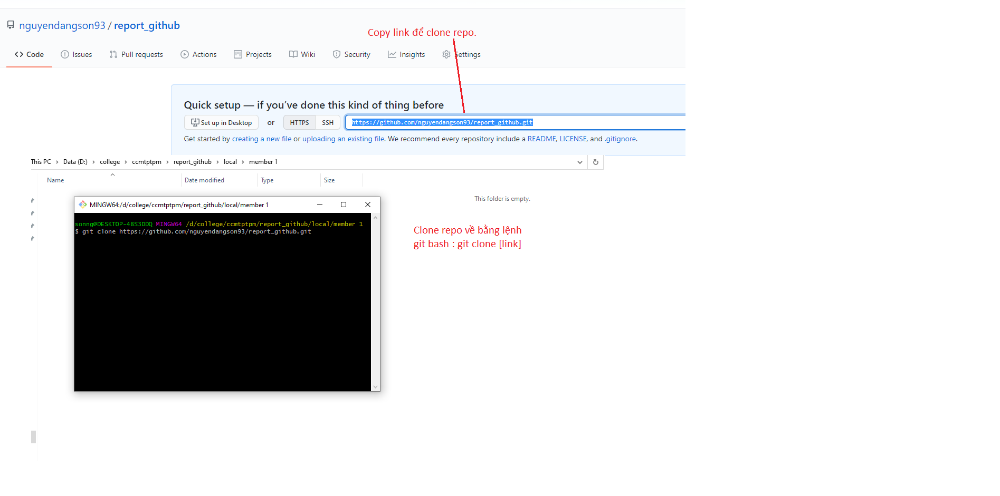 nguyendangson93 / report_github
Copy link để clone repo.
<> Code Issues Pull requests Actions Projects Wiki Security Insights Settings
Quick setup — if you’ve done this kind of thing before
Set up in Desktop or HTTPS SSH https://github.com/nguyendangson93/report_github.git
Get started by creating a new file or uploading an existing file. We recommend every repository include a README, LICENSE, and .gitignore.
This PC > Data (D:) > college > ccmtptpm > report_github > local > member 1
Name Date modified Type Size
This folder is empty.
MINGW64:/d/college/ccmtptpm/report_github/local/member 1
sonng@DESKTOP-48S3DDQ MINGW64 /d/college/ccmtptpm/report_github/local/member 1
$ git clone https://github.com/nguyendangson93/report_github.git
Clone repo về bằng lệnh
git bash : git clone [link]